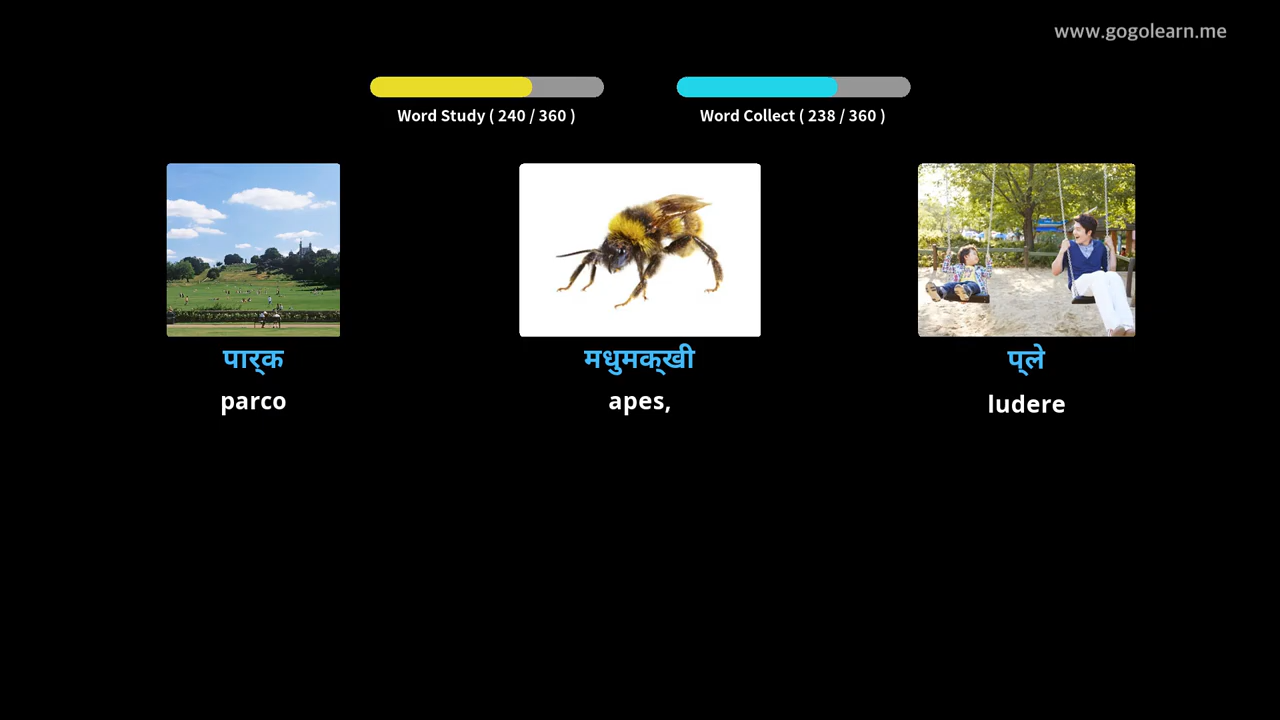 www.gogolearn.me
Word Study ( 240 / 360 )
Word Collect ( 238 / 360 )
पार्क
मधुमक्खी
प्ले
parco
apes,
ludere